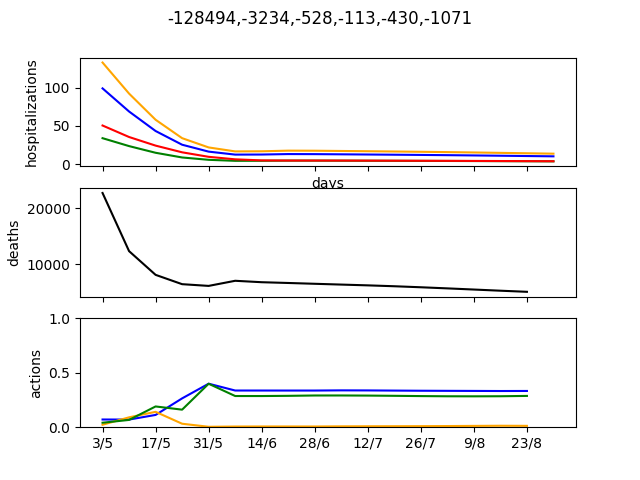 -128494,-3234,-528,-113,-430,-1071
hospitalizations
100
50
0
days
deaths
20000
10000
actions
1.0
0.5
0.0
3/5 17/5 31/5 14/6 28/6 12/7 26/7 9/8 23/8